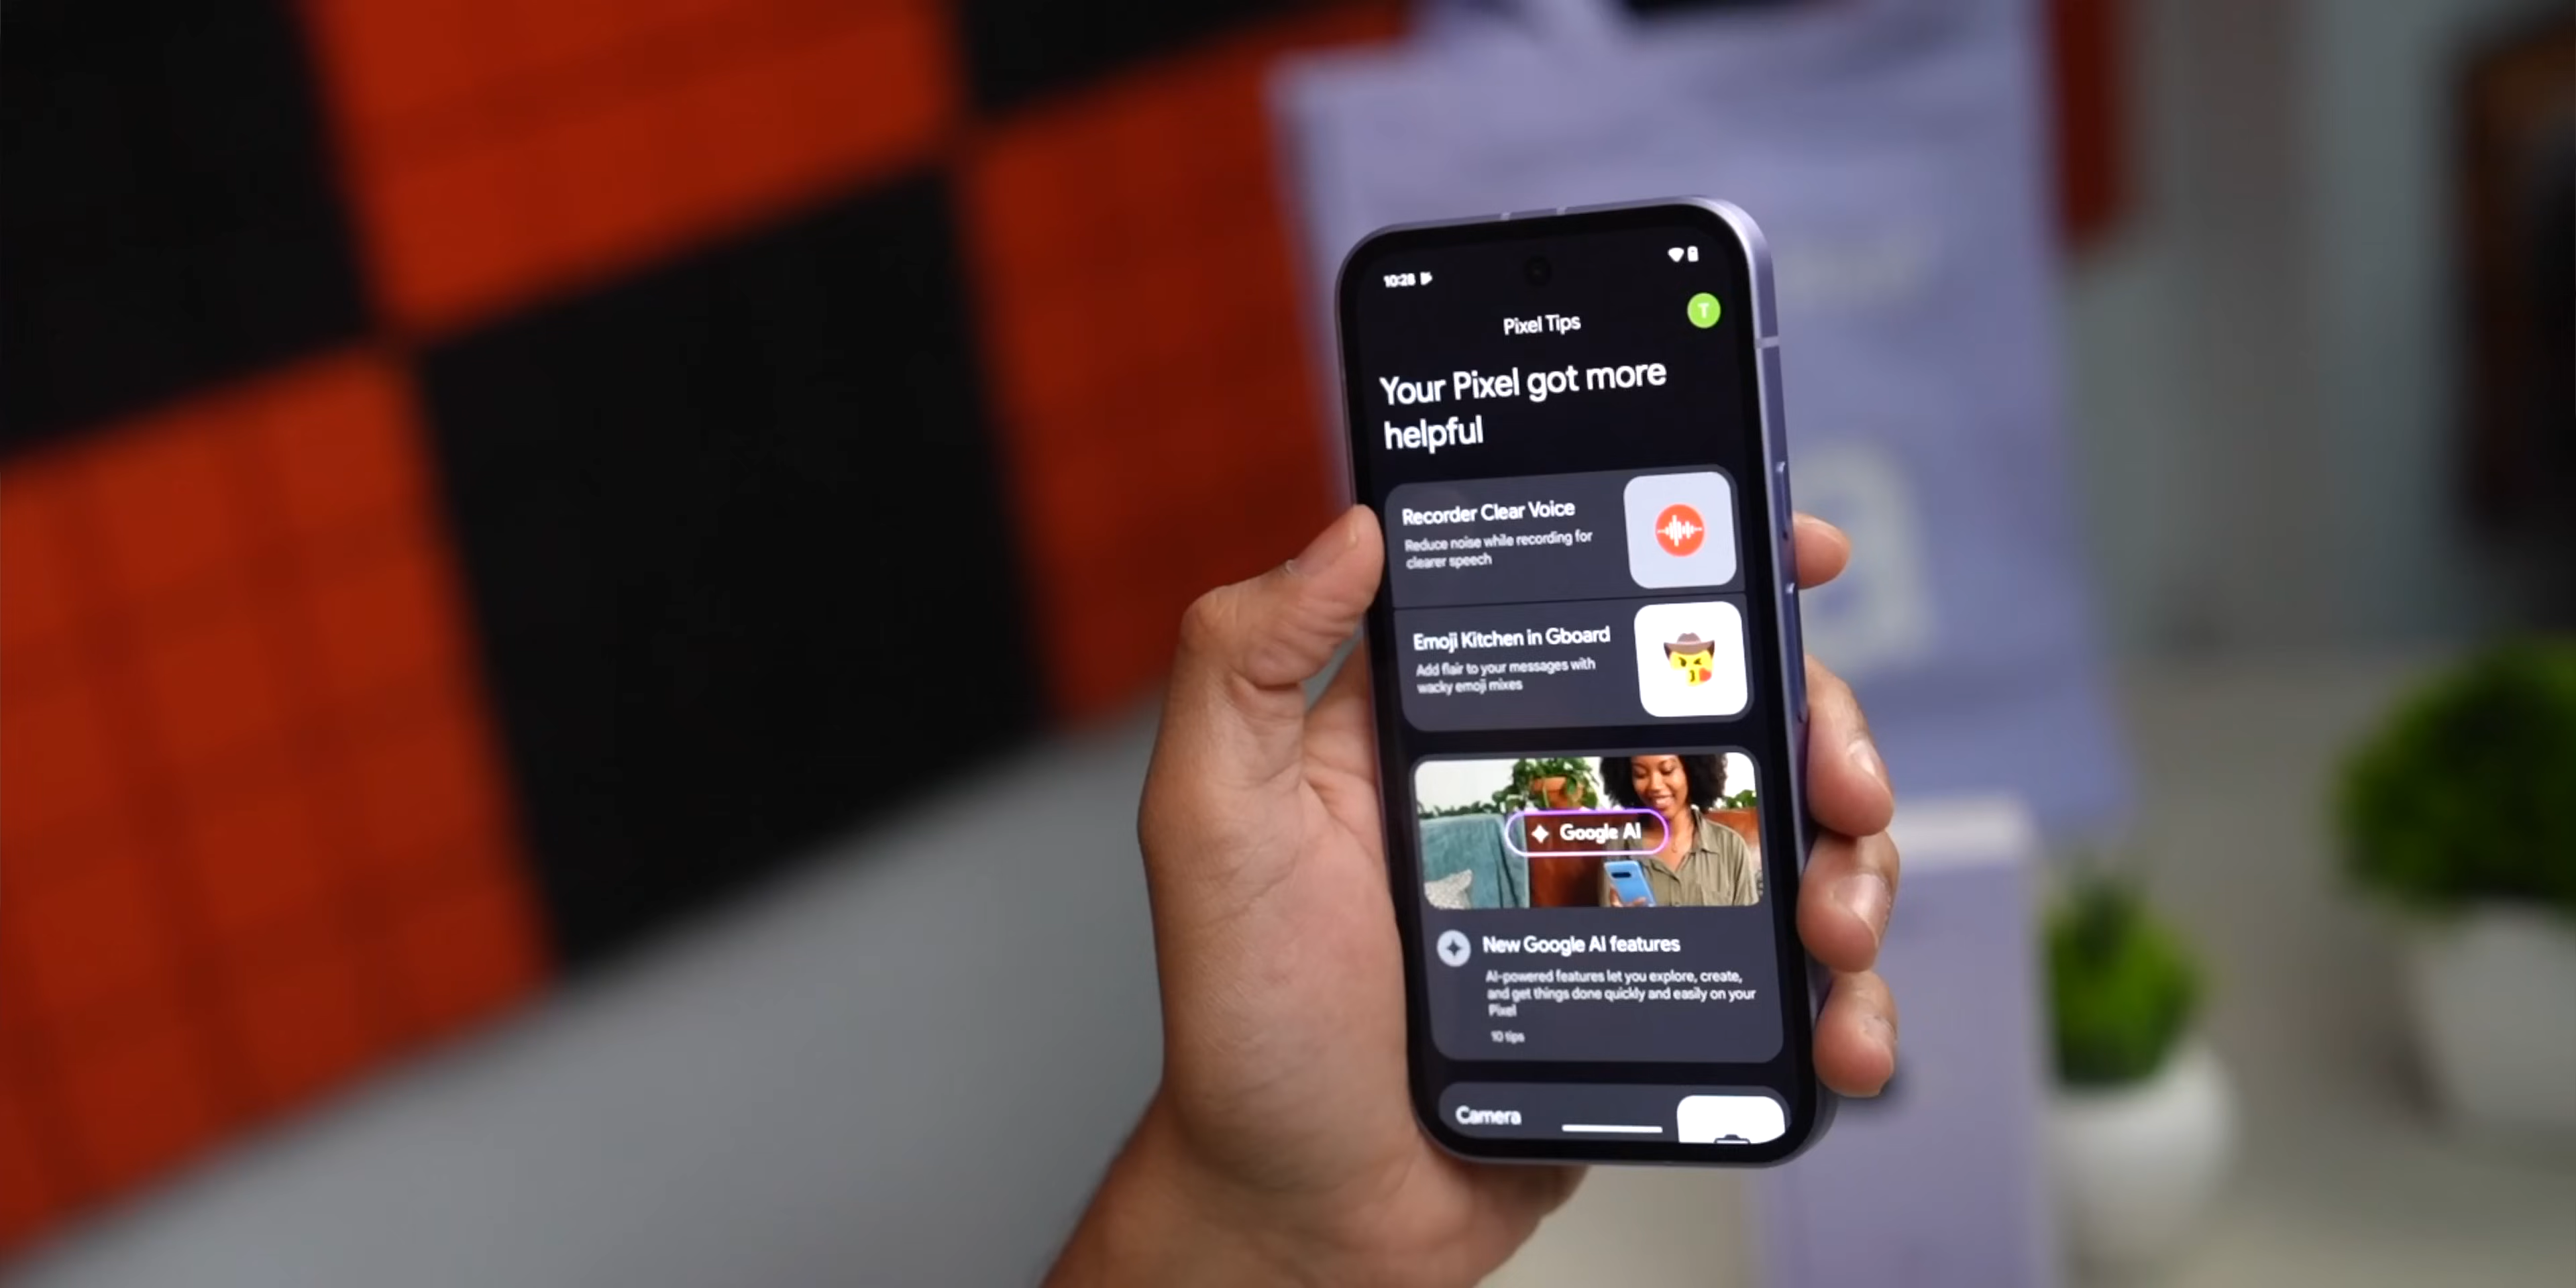 10:28
Pixel Tips
T
Your Pixel got more
helpful
Recorder Clear Voice
Reduce noise while recording for
clearer speech
Emoji Kitchen in Gboard
Add flair to your messages with
wacky emoji mixes
Google AI
New Google AI features
AI-powered features let you explore, create,
and get things done quickly and easily on your
Pixel
10 tips
Camera
a